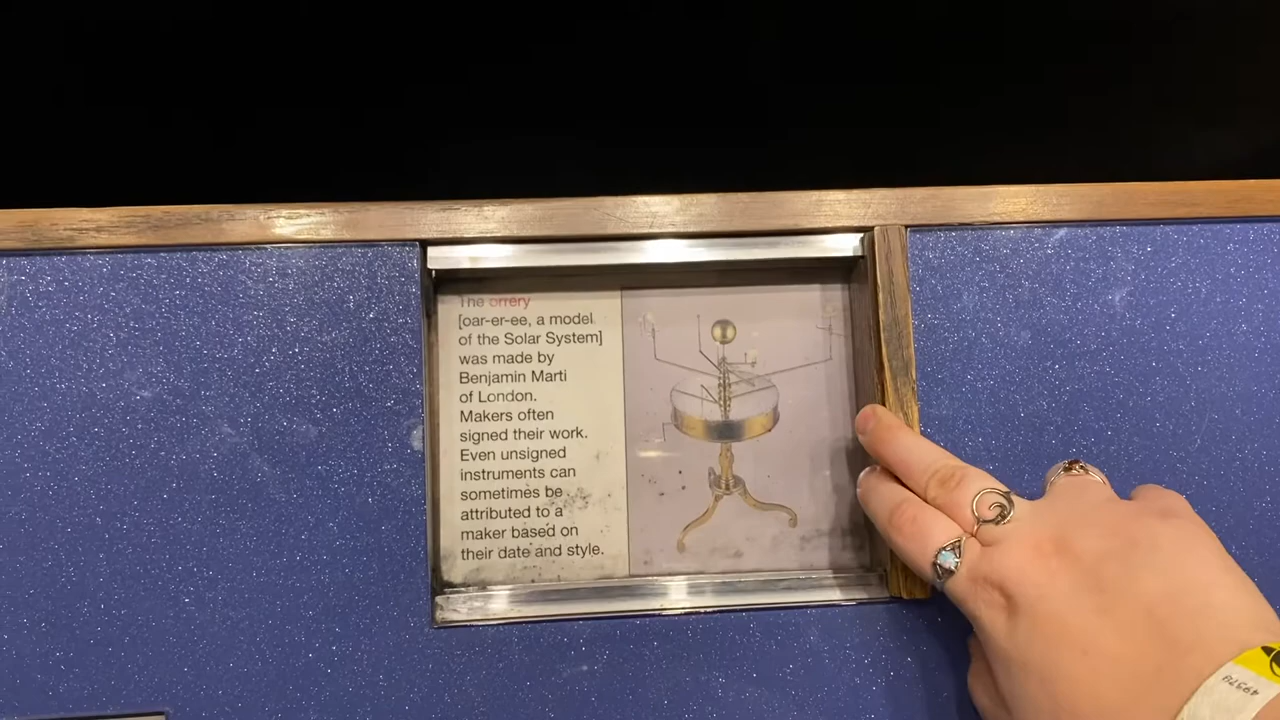 The orrery
[oar-er-ee, a model
of the Solar System]
was made by
Benjamin Marti
of London.
Makers often
signed their work.
Even unsigned
instruments can
sometimes be
attributed to a
maker based on
their date and style.